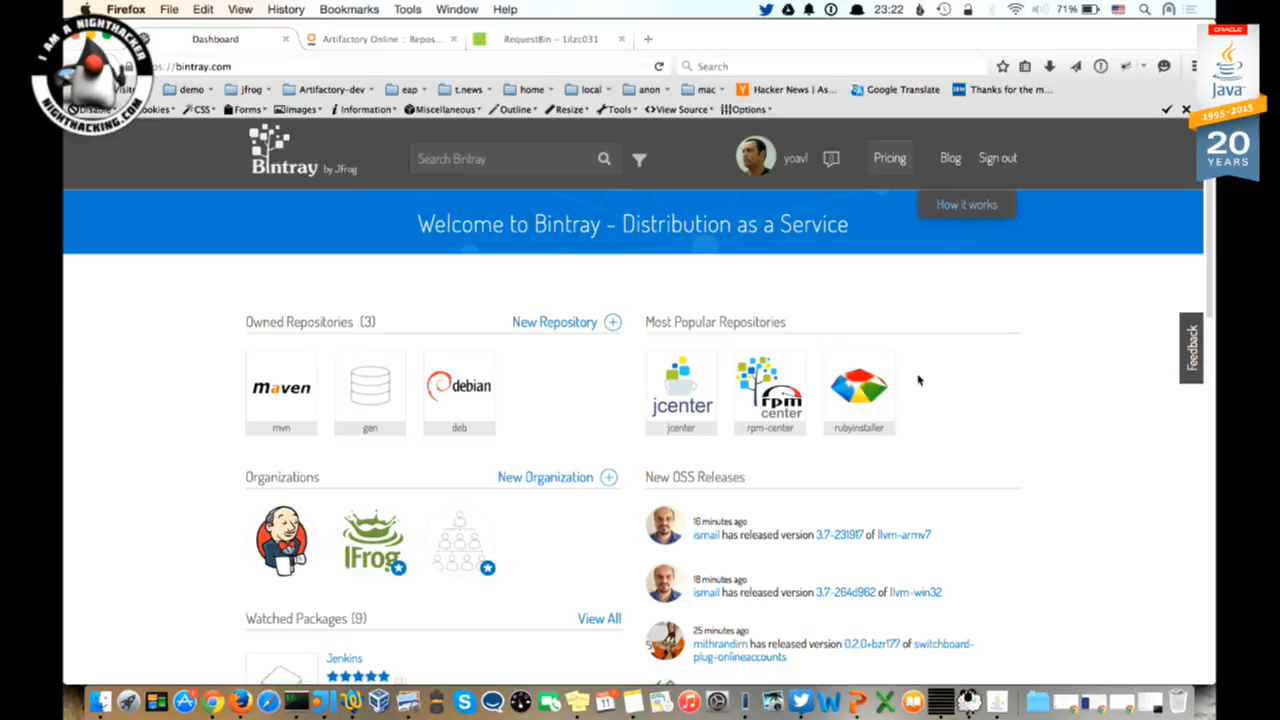 Firefox File Edit View History Bookmarks Tools Window Help 23:22 71%
I AM A NIGHTHACKER
NIGHTHACKING.COM
ORACLE
Java
1995-2015
20
YEARS
Dashboard
Artifactory Online :: Repos...
RequestBin — 1ilzc031
s://bintray.com
Search
demo jfrog Artifactory-dev eap t.news home local anon mac Hacker News | As... Google Translate Thanks for the m...
Disable Cookies CSS Forms Images Information Miscellaneous Outline Resize Tools View Source Options
Bintray by JFrog
Search Bintray
yoavl
Pricing
Blog
Sign out
How it works
Welcome to Bintray - Distribution as a Service
Feedback
Owned Repositories (3)
New Repository
maven
mvn
gen
debian
deb
Most Popular Repositories
jcenter
jcenter
rpm
center
rpm-center
rubyinstaller
Organizations
New Organization
JFrog
Watched Packages (9)
View All
Jenkins
New OSS Releases
16 minutes ago
ismail has released version 3.7-231917 of llvm-armv7
18 minutes ago
ismail has released version 3.7-264d962 of llvm-win32
25 minutes ago
mithrandirn has released version 0.2.0+bzr177 of switchboard-
plug-onlineaccounts